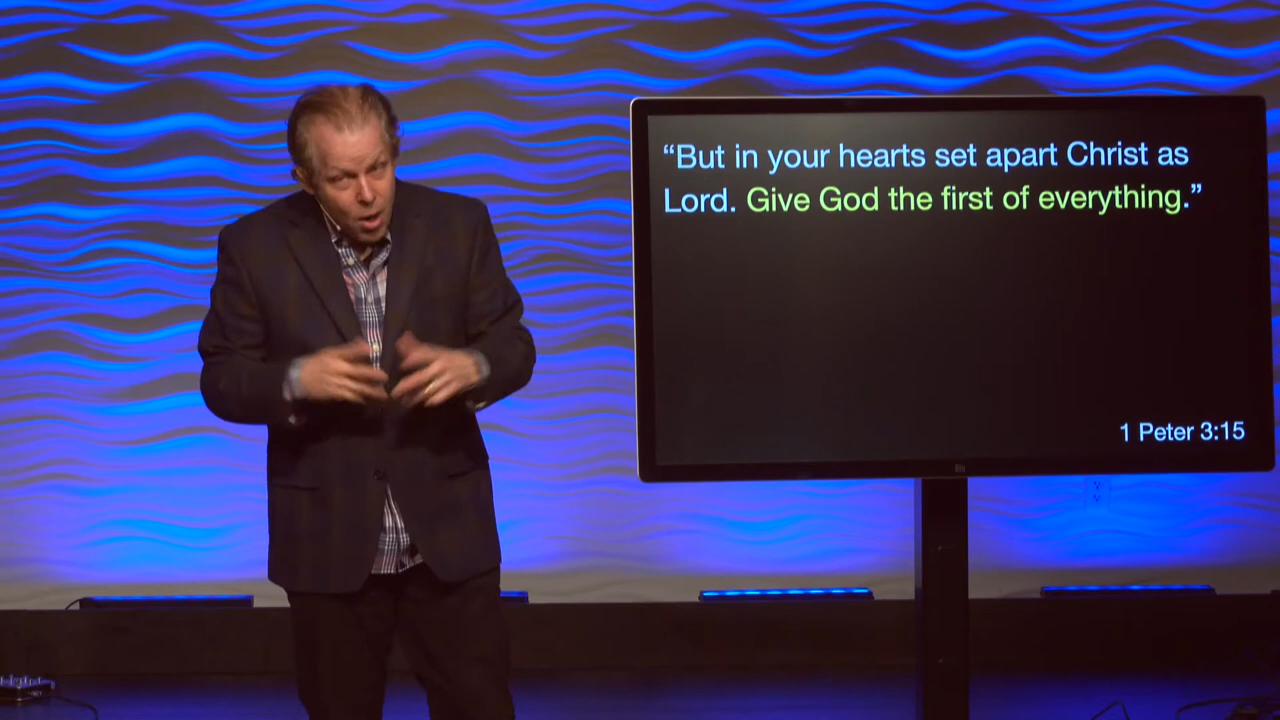 “But in your hearts set apart Christ as
Lord. Give God the first of everything.”
1 Peter 3:15